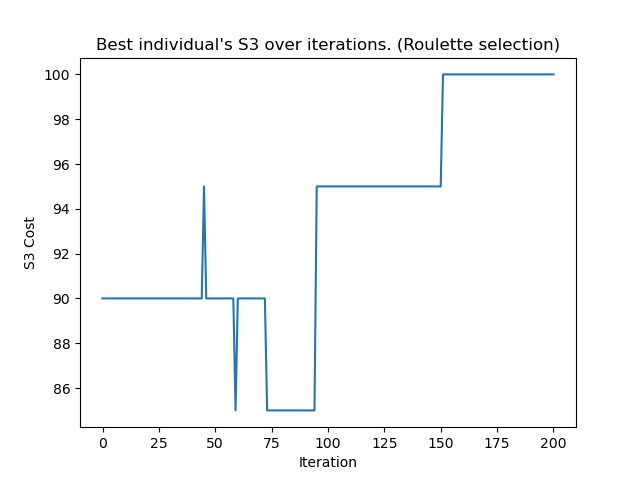 Best individual's S3 over iterations. (Roulette selection)
100
98
96
94
92
90
88
86
S3 Cost
0 25 50 75 100 125 150 175 200
Iteration